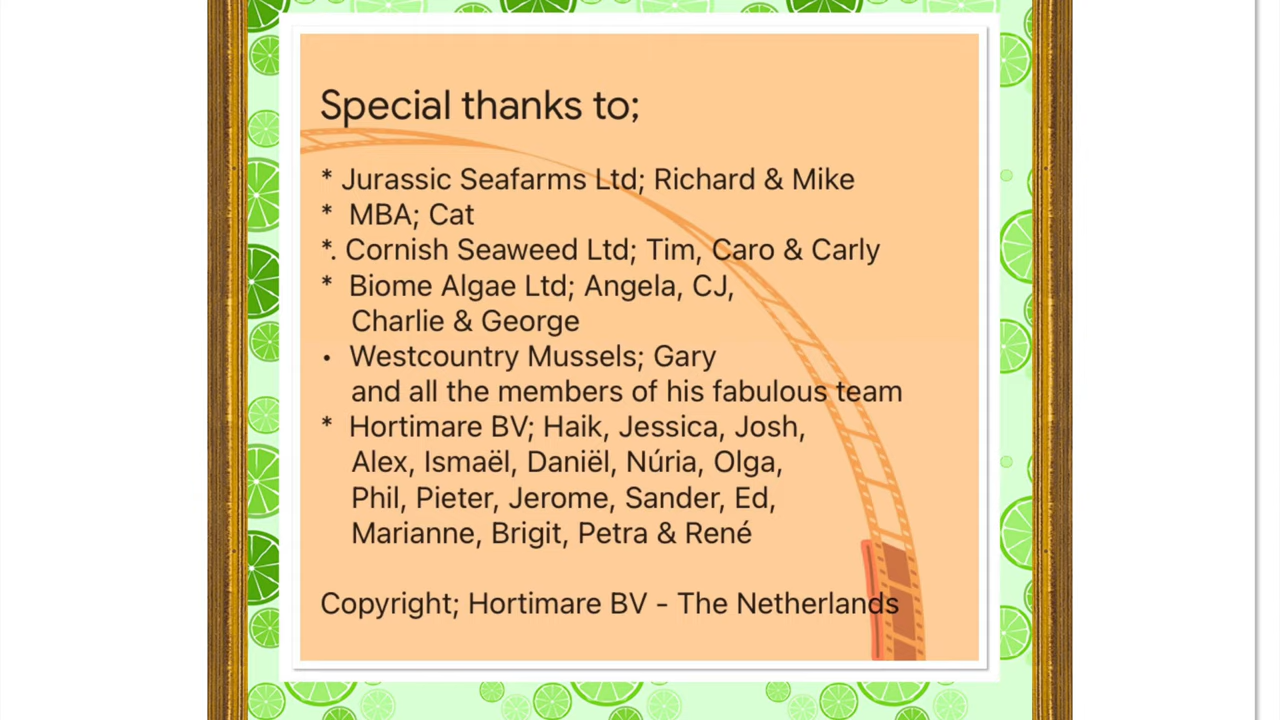 Special thanks to;
* Jurassic Seafarms Ltd; Richard & Mike
* MBA; Cat
*. Cornish Seaweed Ltd; Tim, Caro & Carly
* Biome Algae Ltd; Angela, CJ,
Charlie & George
• Westcountry Mussels; Gary
and all the members of his fabulous team
* Hortimare BV; Haik, Jessica, Josh,
Alex, Ismaël, Daniël, Núria, Olga,
Phil, Pieter, Jerome, Sander, Ed,
Marianne, Brigit, Petra & René
Copyright; Hortimare BV - The Netherlands